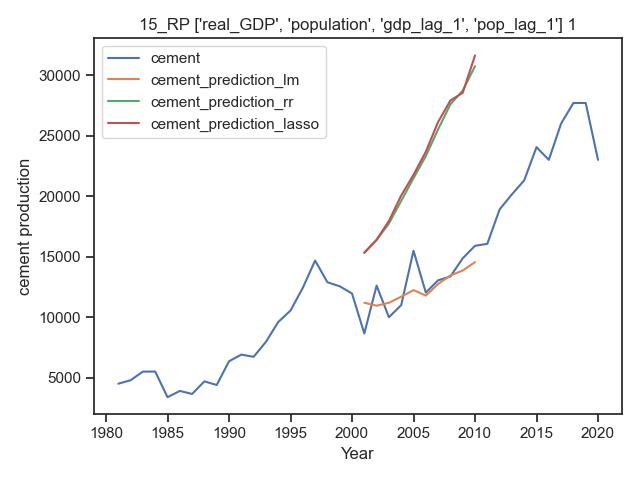 15_RP ['real_GDP', 'population', 'gdp_lag_1', 'pop_lag_1'] 1
cement
cement_prediction_lm
cement_prediction_rr
cement_prediction_lasso
30000
25000
20000
15000
10000
5000
cement production
1980 1985 1990 1995 2000 2005 2010 2015 2020
Year